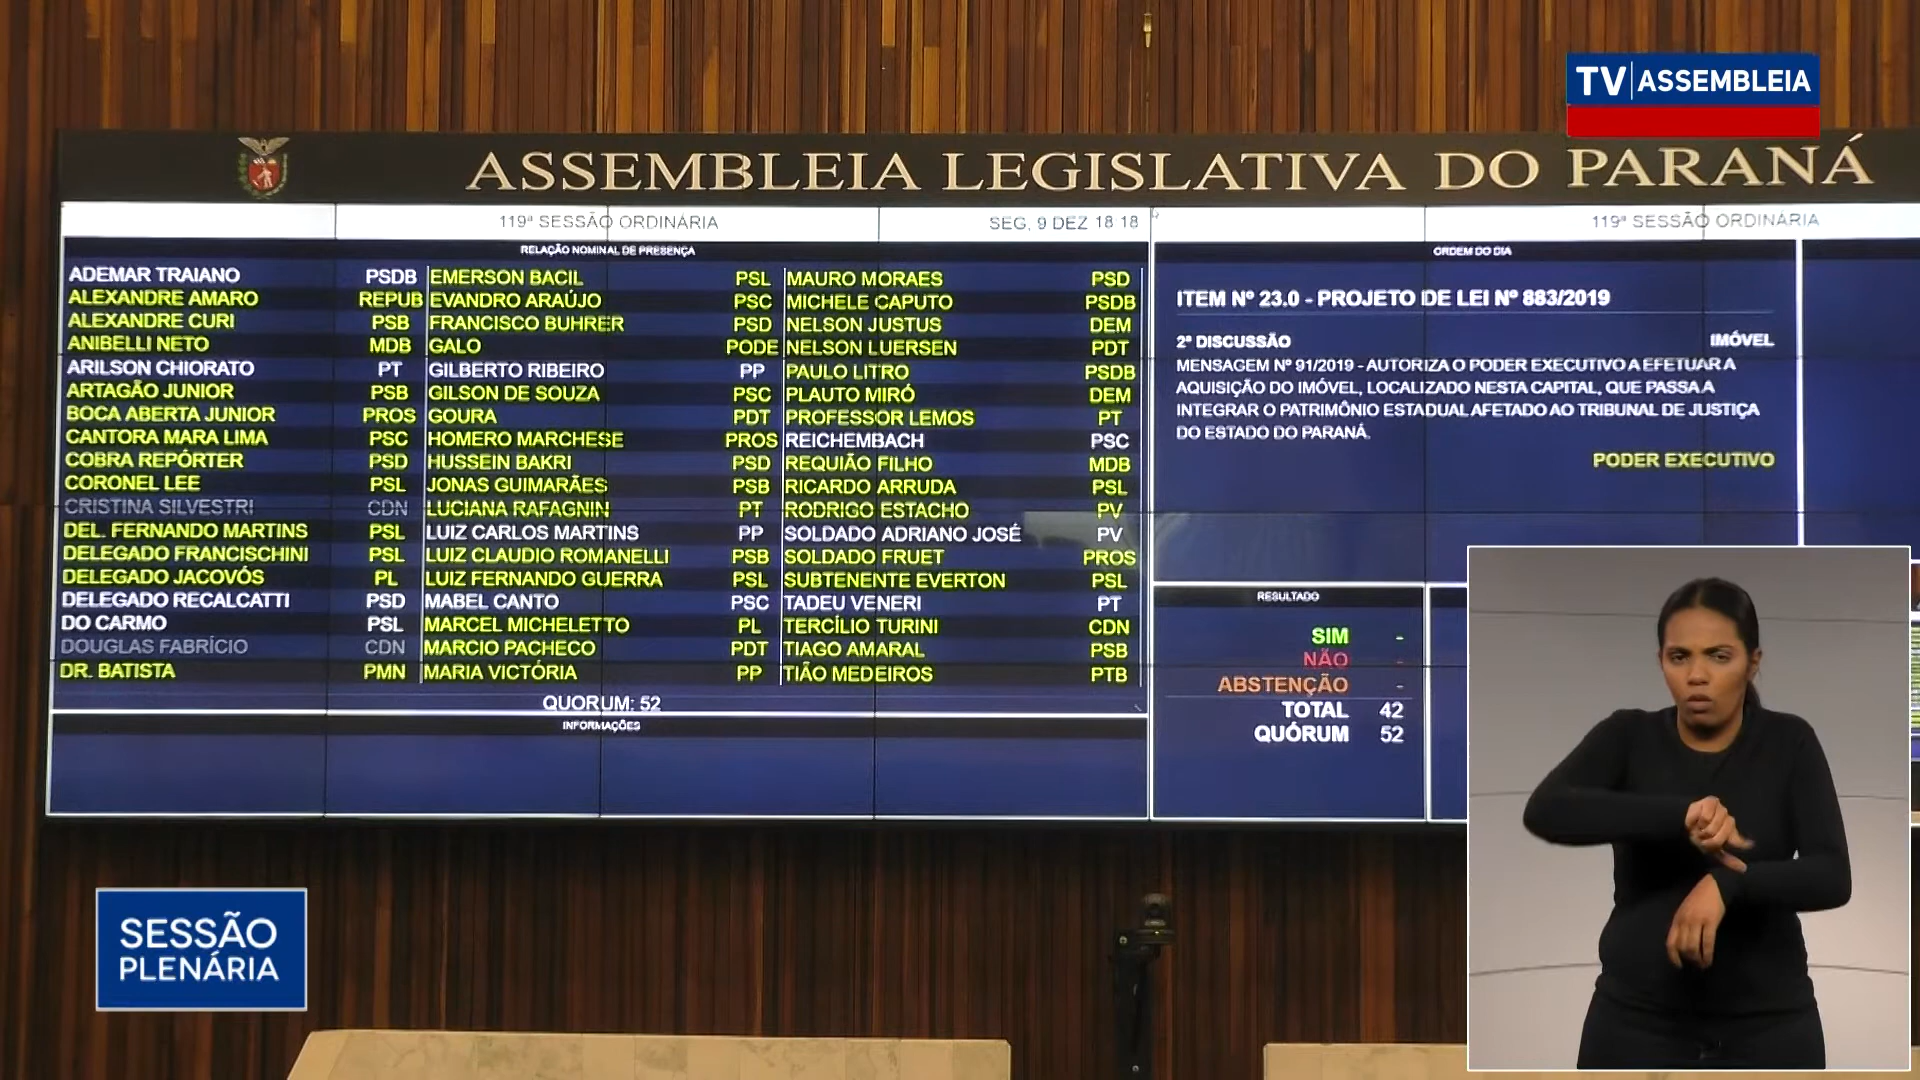 TV ASSEMBLEIA
ASSEMBLEIA LEGISLATIVA DO PARANÁ
119ª SESSÃO ORDINÁRIA SEG, 9 DEZ 18 18
119ª SESSÃO ORDINÁRIA
RELAÇÃO NOMINAL DE PRESENÇA
ADEMAR TRAIANO PSDB EMERSON BACIL PSL MAURO MORAES PSD
ALEXANDRE AMARO REPUB EVANDRO ARAÚJO PSC MICHELE CAPUTO PSDB
ALEXANDRE CURI PSB FRANCISCO BUHRER PSD NELSON JUSTUS DEM
ANIBELLI NETO MDB GALO PODE NELSON LUERSEN PDT
ARILSON CHIORATO PT GILBERTO RIBEIRO PP PAULO LITRO PSDB
ARTAGÃO JUNIOR PSB GILSON DE SOUZA PSC PLAUTO MIRÓ DEM
BOCA ABERTA JUNIOR PROS GOURA PDT PROFESSOR LEMOS PT
CANTORA MARA LIMA PSC HOMERO MARCHESE PROS REICHEMBACH PSC
COBRA REPÓRTER PSD HUSSEIN BAKRI PSD REQUIÃO FILHO MDB
CORONEL LEE PSL JONAS GUIMARÃES PSB RICARDO ARRUDA PSL
CRISTINA SILVESTRI CDN LUCIANA RAFAGNIN PT RODRIGO ESTACHO PV
DEL. FERNANDO MARTINS PSL LUIZ CARLOS MARTINS PP SOLDADO ADRIANO JOSÉ PV
DELEGADO FRANCISCHINI PSL LUIZ CLAUDIO ROMANELLI PSB SOLDADO FRUET PROS
DELEGADO JACOVÓS PL LUIZ FERNANDO GUERRA PSL SUBTENENTE EVERTON PSL
DELEGADO RECALCATTI PSD MABEL CANTO PSC TADEU VENERI PT
DO CARMO PSL MARCEL MICHELETTO PL TERCÍLIO TURINI CDN
DOUGLAS FABRÍCIO CDN MARCIO PACHECO PDT TIAGO AMARAL PSB
DR. BATISTA PMN MARIA VICTÓRIA PP TIÃO MEDEIROS PTB
QUORUM: 52
INFORMAÇÕES
ORDEM DO DIA
ITEM Nº 23.0 - PROJETO DE LEI Nº 883/2019
2ª DISCUSSÃO IMÓVEL
MENSAGEM Nº 91/2019 - AUTORIZA O PODER EXECUTIVO A EFETUAR A
AQUISIÇÃO DO IMÓVEL, LOCALIZADO NESTA CAPITAL, QUE PASSA A
INTEGRAR O PATRIMÔNIO ESTADUAL AFETADO AO TRIBUNAL DE JUSTIÇA
DO ESTADO DO PARANÁ.
PODER EXECUTIVO
RESULTADO
SIM -
NÃO -
ABSTENÇÃO -
TOTAL 42
QUÓRUM 52
SESSÃO
PLENÁRIA